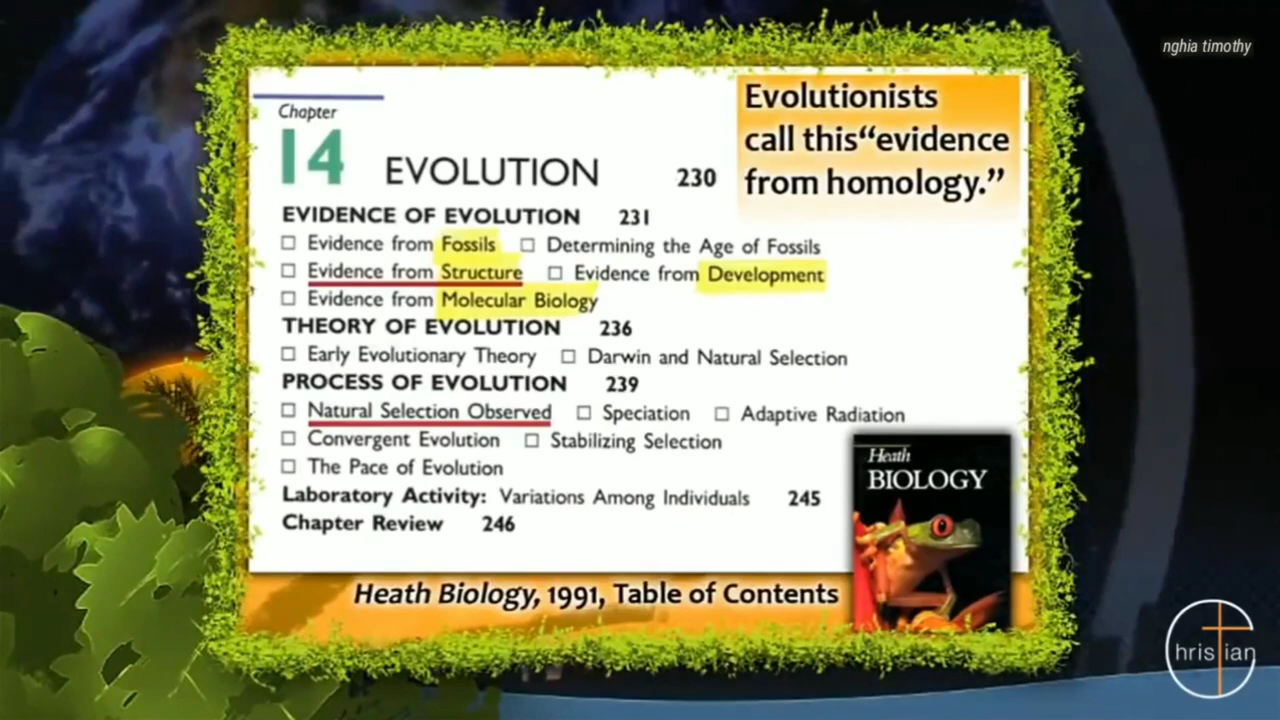 nghia timothy
Evolutionists
call this“evidence
from homology.”
Chapter
14 EVOLUTION 230
EVIDENCE OF EVOLUTION 231
□ Evidence from Fossils □ Determining the Age of Fossils
□ Evidence from Structure □ Evidence from Development
□ Evidence from Molecular Biology
THEORY OF EVOLUTION 236
□ Early Evolutionary Theory □ Darwin and Natural Selection
PROCESS OF EVOLUTION 239
□ Natural Selection Observed □ Speciation □ Adaptive Radiation
□ Convergent Evolution □ Stabilizing Selection
□ The Pace of Evolution
Laboratory Activity: Variations Among Individuals 245
Chapter Review 246
Heath
BIOLOGY
Heath Biology, 1991, Table of Contents
Christian